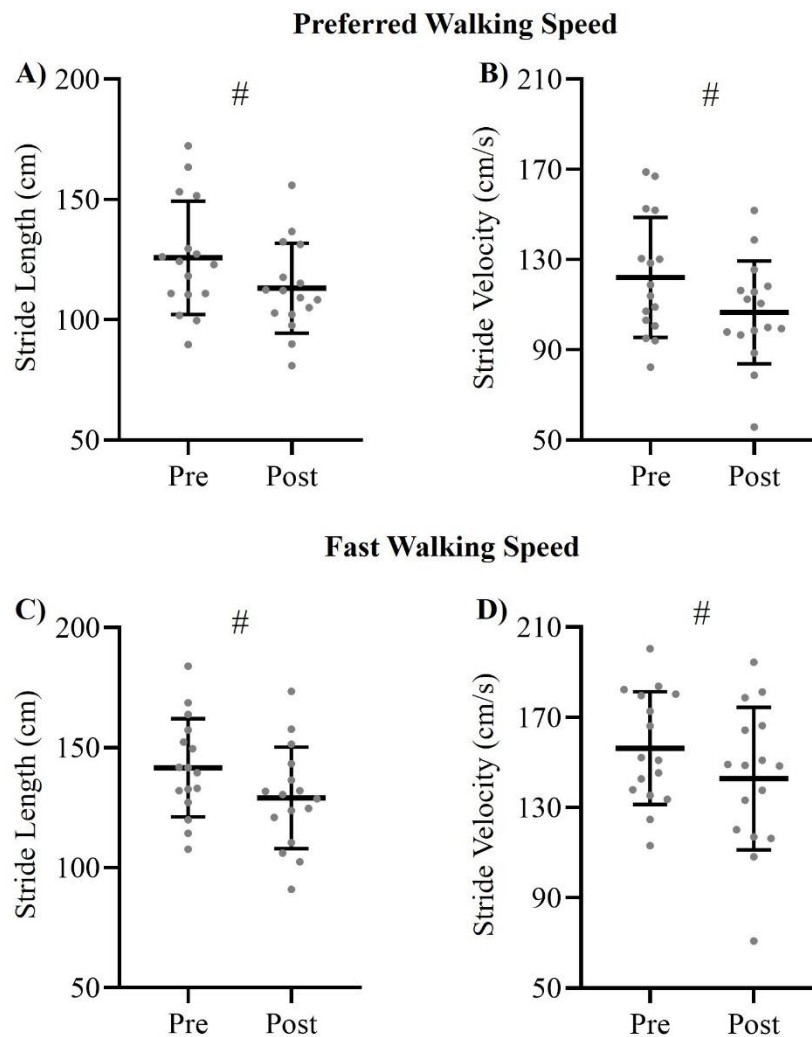 Preferred Walking Speed
A)
#
200
150
100
50
Stride Length (cm)
Pre Post
B)
#
210
170
130
90
50
Stride Velocity (cm/s)
Pre Post
Fast Walking Speed
C)
#
200
150
100
50
Stride Length (cm)
Pre Post
D)
#
210
170
130
90
50
Stride Velocity (cm/s)
Pre Post